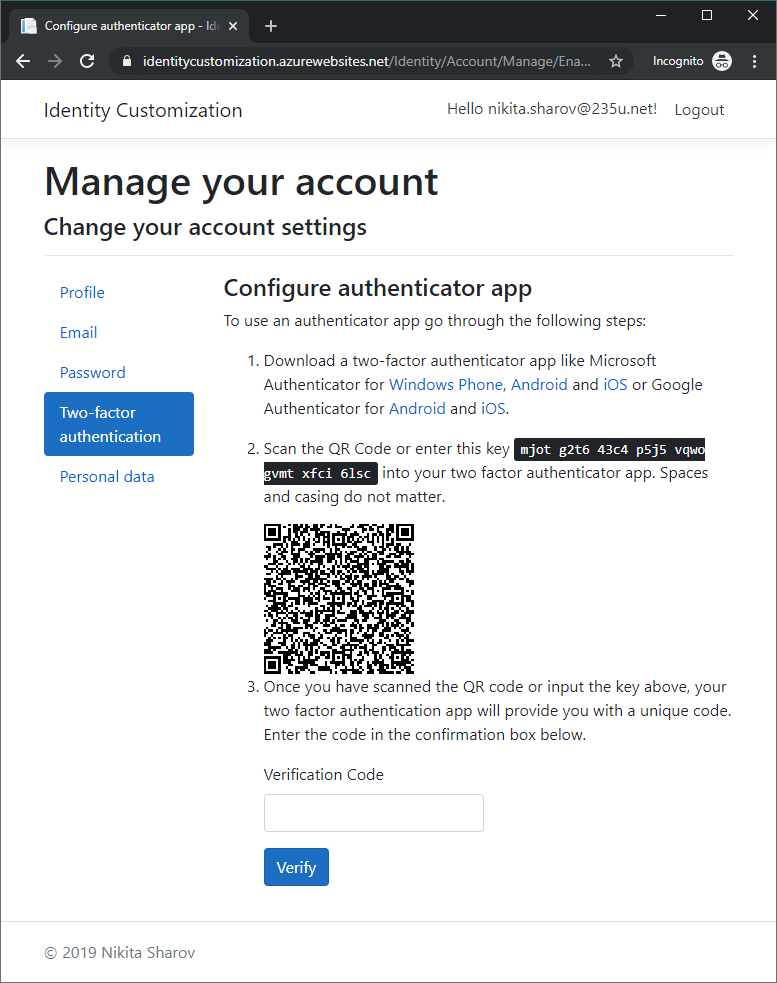 Configure authenticator app - Ide
identitycustomization.azurewebsites.net/Identity/Account/Manage/Ena...
Incognito
Identity Customization
Hello nikita.sharov@235u.net!
Logout
Manage your account
Change your account settings
Profile
Email
Password
Two-factor
authentication
Personal data
Configure authenticator app
To use an authenticator app go through the following steps:
1. Download a two-factor authenticator app like Microsoft
Authenticator for Windows Phone, Android and iOS or Google
Authenticator for Android and iOS.
2. Scan the QR Code or enter this key mjot g2t6 43c4 p5j5 vqwo
gvmt xfci 6lsc into your two factor authenticator app. Spaces
and casing do not matter.
3. Once you have scanned the QR code or input the key above, your
two factor authentication app will provide you with a unique code.
Enter the code in the confirmation box below.
Verification Code
Verify
© 2019 Nikita Sharov